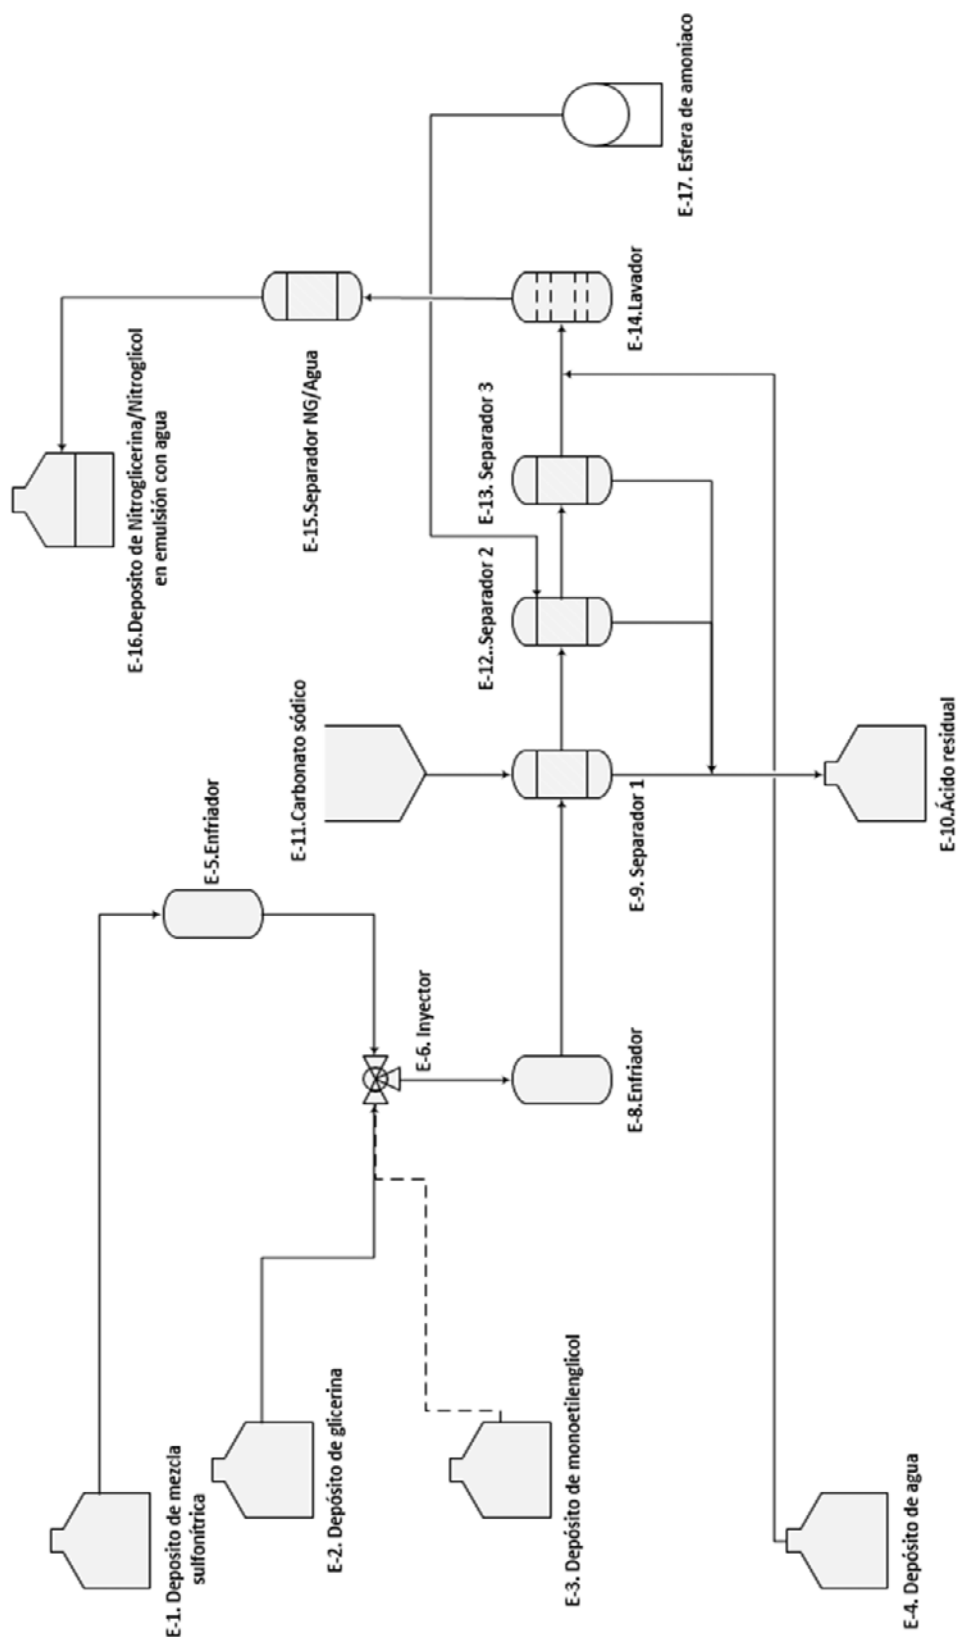 E-1. Deposito de mezcla
sulfonítrica
E-2. Depósito de glicerina
E-3. Depósito de monoetilenglicol
E-4. Depósito de agua
E-5.Enfriador
E-6. Inyector
E-8.Enfriador
E-9. Separador 1
E-10.Ácido residual
E-11.Carbonato sódico
E-12..Separador 2
E-13. Separador 3
E-14.Lavador
E-15.Separador NG/Agua
E-16.Deposito de Nitroglicerina/Nitroglicol
en emulsión con agua
E-17. Esfera de amoniaco